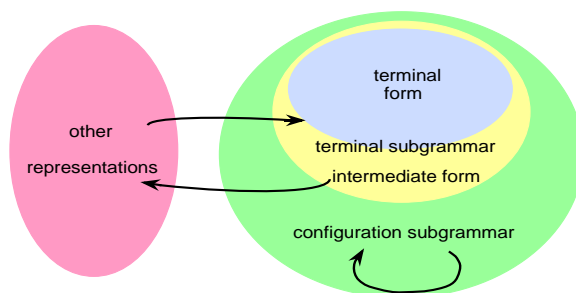 other
representations
terminal
form
terminal subgrammar
intermediate form
configuration subgrammar